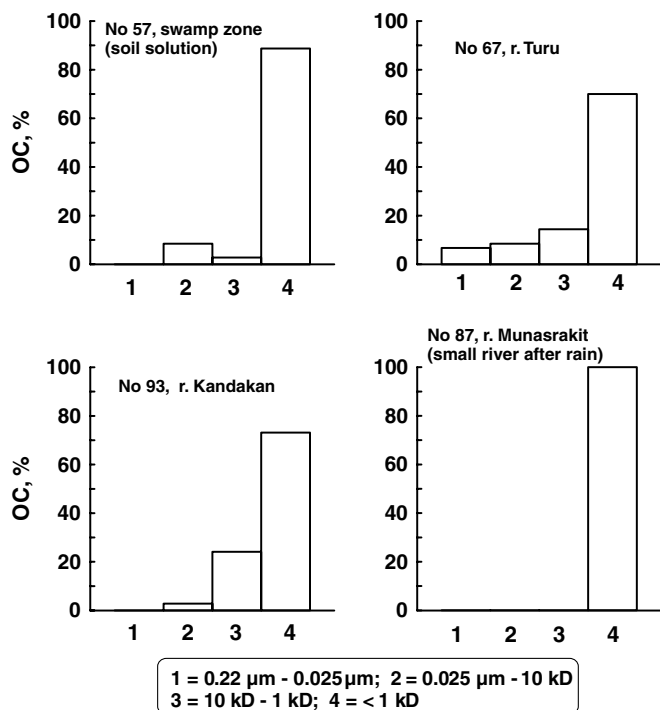 No 57, swamp zone
(soil solution)
OC, %
100
80
60
40
20
0
1 2 3 4
No 67, r. Turu
100
80
60
40
20
0
1 2 3 4
No 93, r. Kandakan
OC, %
100
80
60
40
20
0
1 2 3 4
No 87, r. Munasrakit
(small river after rain)
100
80
60
40
20
0
1 2 3 4
1 = 0.22 µm - 0.025 µm; 2 = 0.025 µm - 10 kD
3 = 10 kD - 1 kD; 4 = < 1 kD